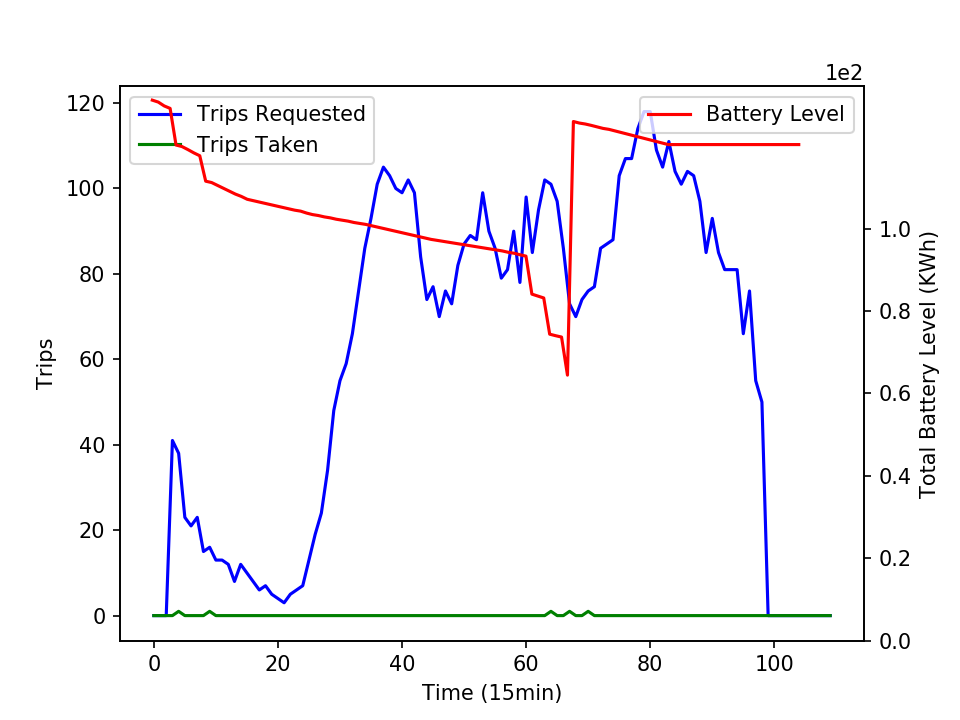 1e2
120
100
80
60
40
20
0
Trips
Trips Requested
Trips Taken
Battery Level
1.0
0.8
0.6
0.4
0.2
0.0
Total Battery Level (KWh)
0 20 40 60 80 100
Time (15min)